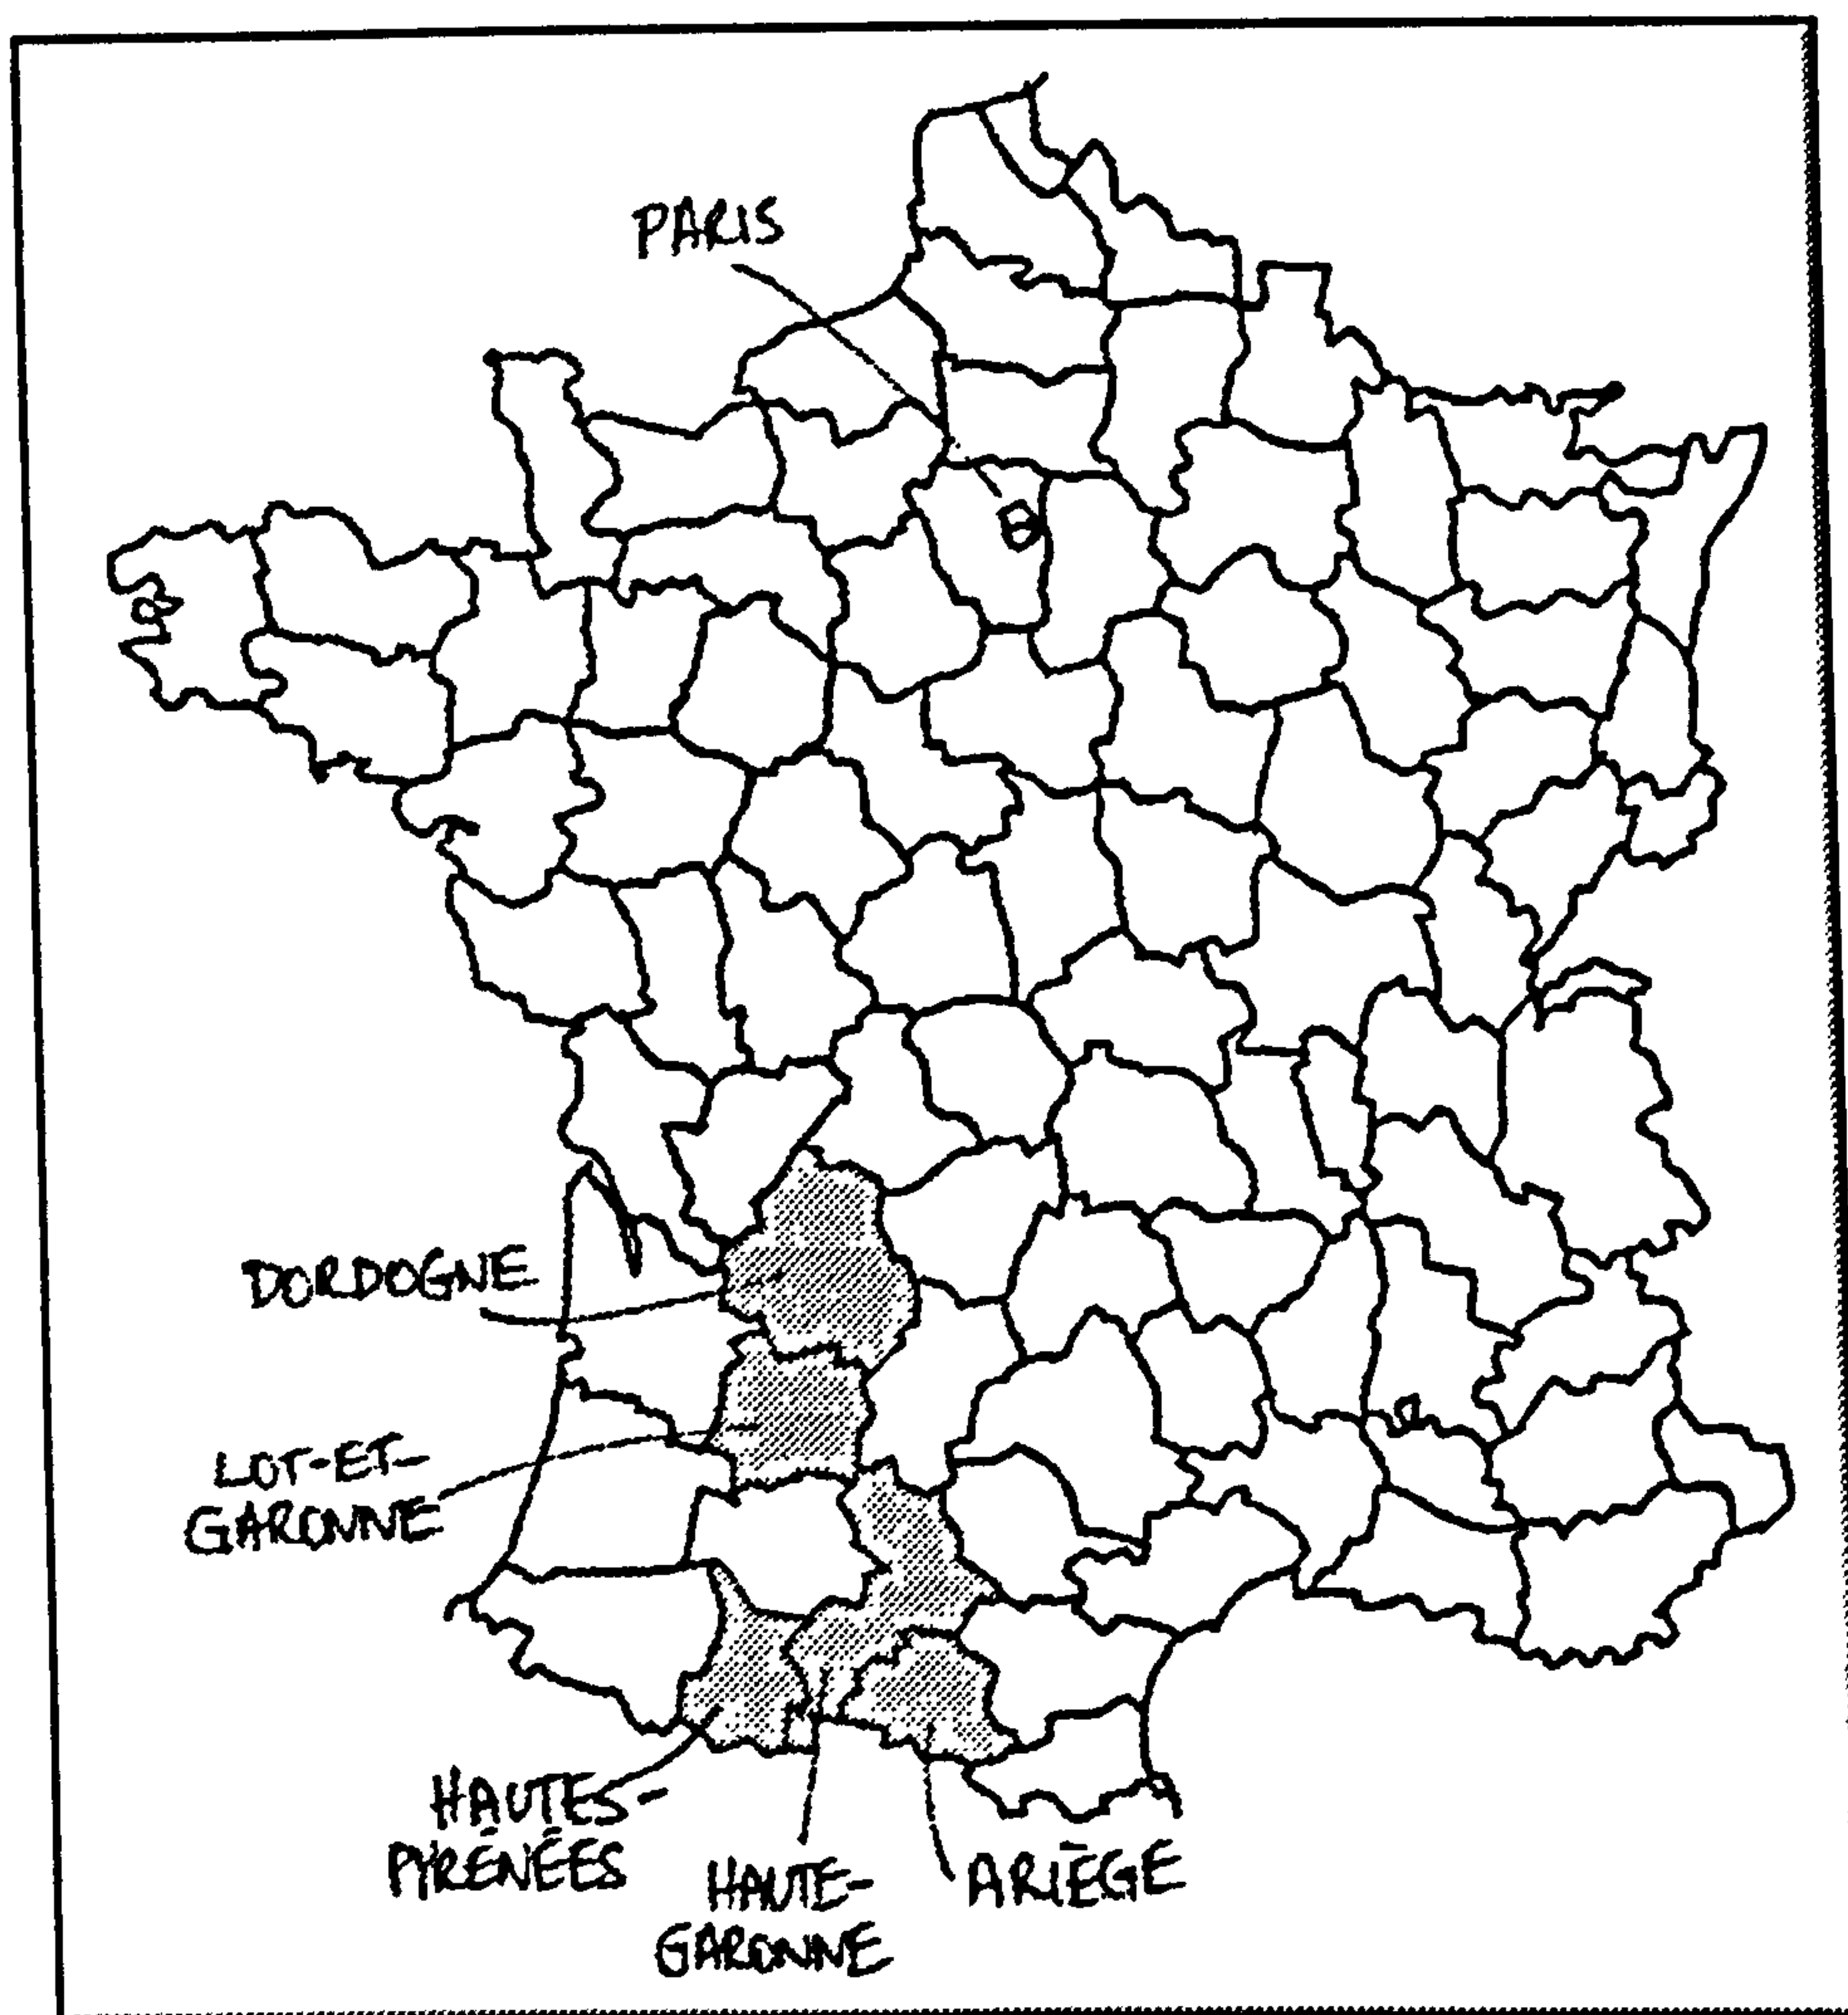 PARIS
DORDOGNE
LOT-ET-
GARONNE
HAUTES-
PYRÉNÉES
HAUTE-
GARONNE
ARIÈGE